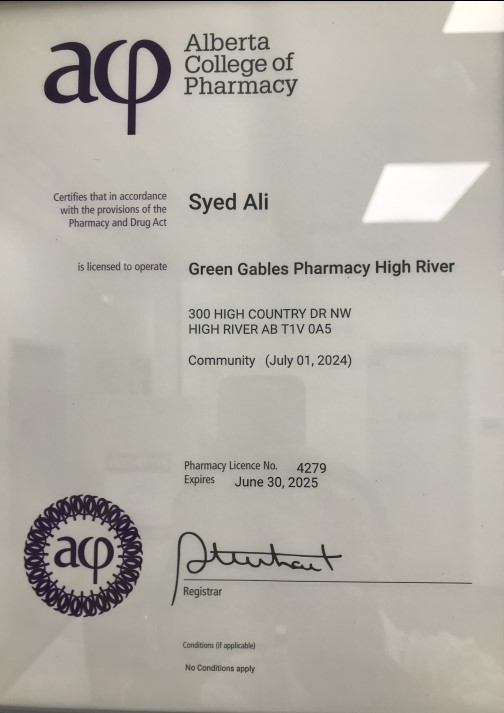 acp
Alberta
College of
Pharmacy
Certifies that in accordance
with the provisions of the
Pharmacy and Drug Act
Syed Ali
is licensed to operate
Green Gables Pharmacy High River
300 HIGH COUNTRY DR NW
HIGH RIVER AB T1V 0A5
Community (July 01, 2024)
Pharmacy Licence No. 4279
Expires June 30, 2025
acp
Registrar
Conditions (if applicable)
No Conditions apply